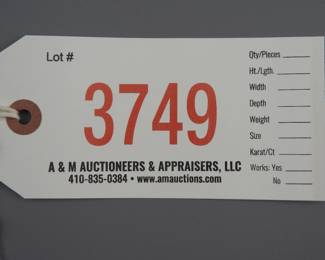 Lot #
3749
A & M AUCTIONEERS & APPRAISERS, LLC
410-835-0384 • www.amauctions.com
Qty/Pieces
Ht./Lgth.
Width
Depth
Weight
Size
Karat/Ct
Works: Yes
No